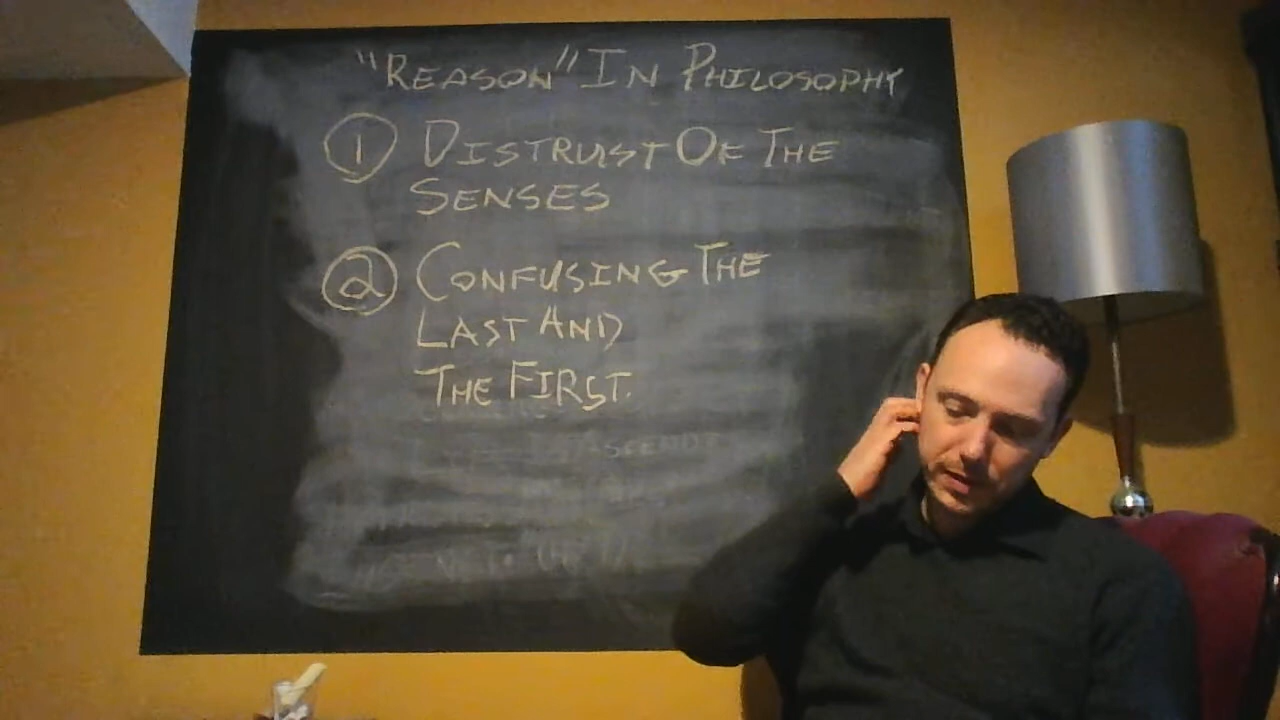 "REASON" IN PHILOSOPHY
1 DISTRUST OF THE
SENSES
2 CONFUSING THE
LAST AND
THE FIRST.